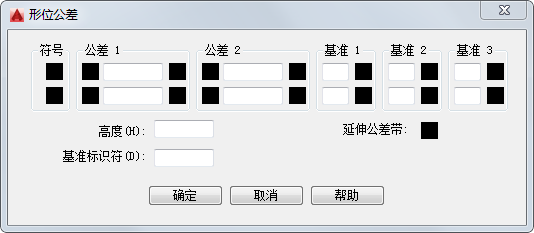 形位公差
符号 公差 1 公差 2 基准 1 基准 2 基准 3
高度(H): 延伸公差带:
基准标识符(D):
确定 取消 帮助